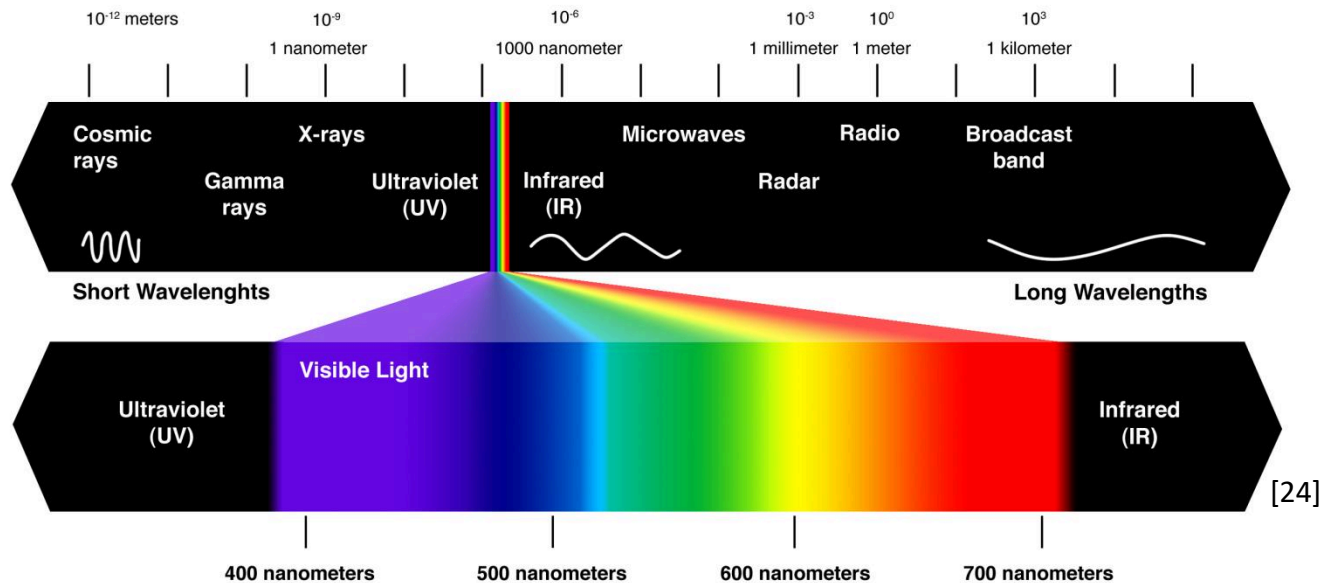 10⁻¹² meters 10⁻⁹ 10⁻⁶ 10⁻³ 10⁰ 10³
1 nanometer 1000 nanometer 1 millimeter 1 meter 1 kilometer
Cosmic
rays
X-rays
Microwaves
Radio
Broadcast
band
Gamma
rays
Ultraviolet
(UV)
Infrared
(IR)
Radar
Short Wavelenghts
Long Wavelengths
Visible Light
Ultraviolet
(UV)
Infrared
(IR)
[24]
400 nanometers 500 nanometers 600 nanometers 700 nanometers